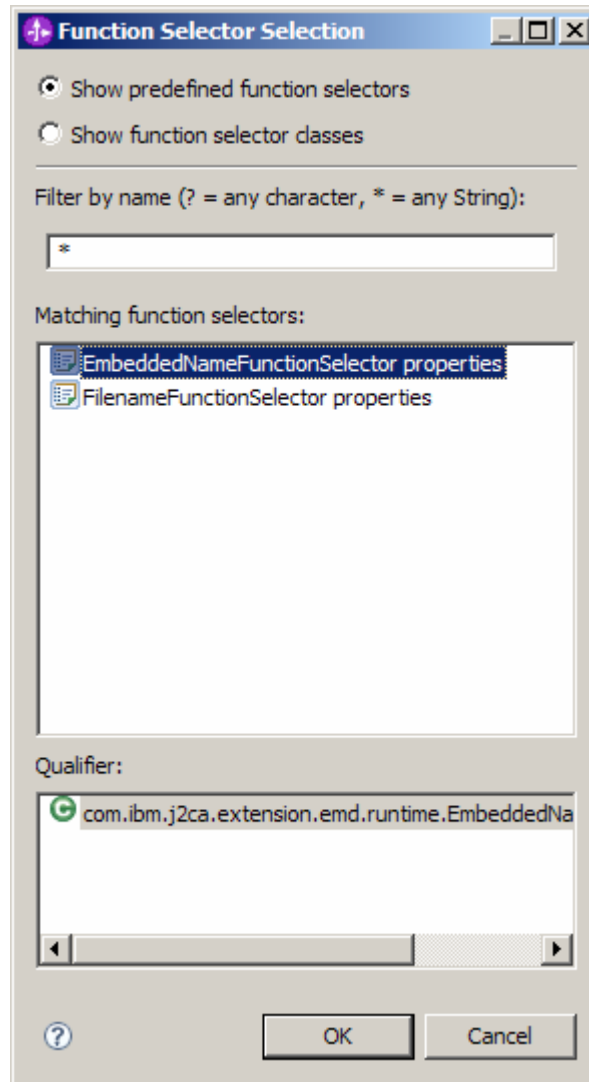 Function Selector Selection
Show predefined function selectors
Show function selector classes
Filter by name (? = any character, * = any String):
*
Matching function selectors:
EmbeddedNameFunctionSelector properties
FilenameFunctionSelector properties
Qualifier:
com.ibm.j2ca.extension.emd.runtime.EmbeddedNa
OK
Cancel